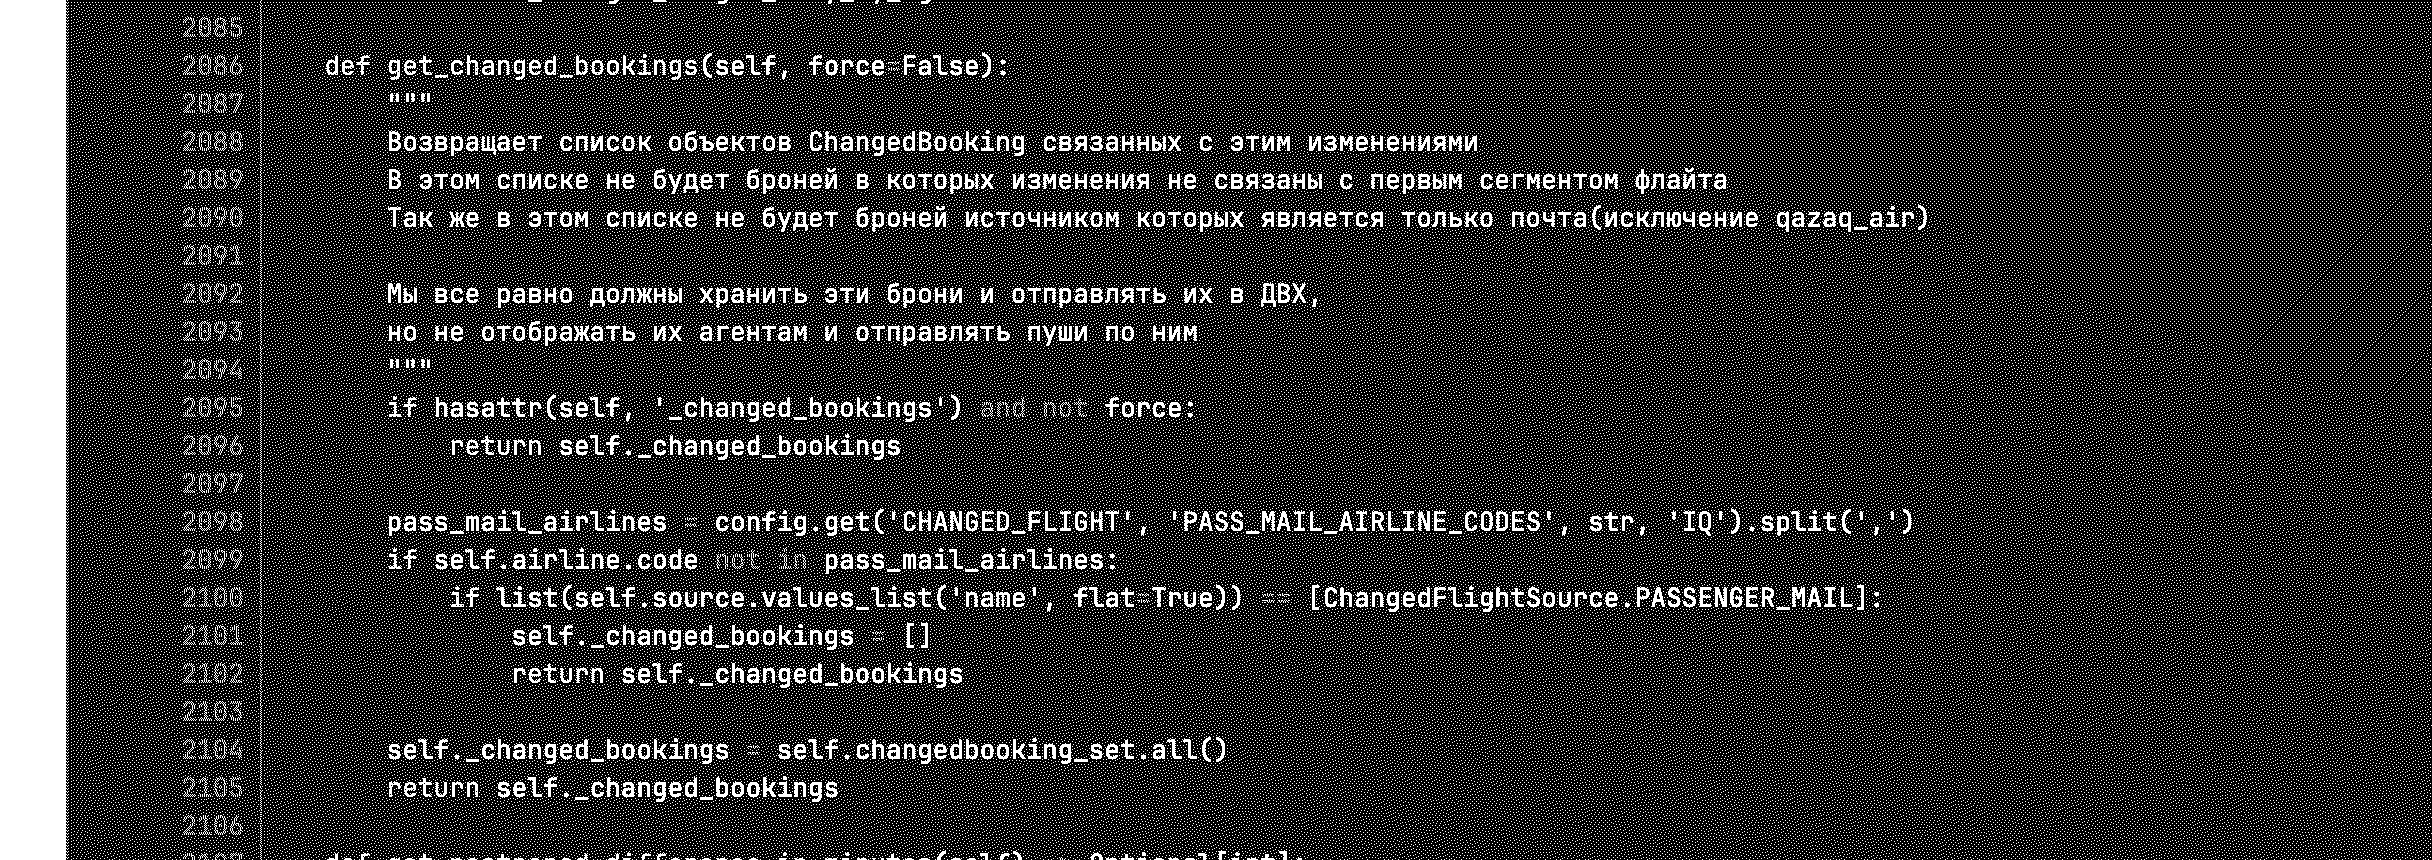 2085
2086 def get_changed_bookings(self, force=False):
2087 """
2088 Возвращает список объектов ChangedBooking связанных с этим изменениями
2089 В этом списке не будет броней в которых изменения не связаны с первым сегментом флайта
2090 Так же в этом списке не будет броней источником которых является только почта(исключение qazaq_air)
2091
2092 Мы все равно должны хранить эти брони и отправлять их в ДВХ,
2093 но не отображать их агентам и отправлять пуши по ним
2094 """
2095 if hasattr(self, '_changed_bookings') and not force:
2096 return self._changed_bookings
2097
2098 pass_mail_airlines = config.get('CHANGED_FLIGHT', 'PASS_MAIL_AIRLINE_CODES', str, 'IQ').split(',')
2099 if self.airline.code not in pass_mail_airlines:
2100 if list(self.source.values_list('name', flat=True)) == [ChangedFlightSource.PASSENGER_MAIL]:
2101 self._changed_bookings = []
2102 return self._changed_bookings
2103
2104 self._changed_bookings = self.changedbooking_set.all()
2105 return self._changed_bookings
2106